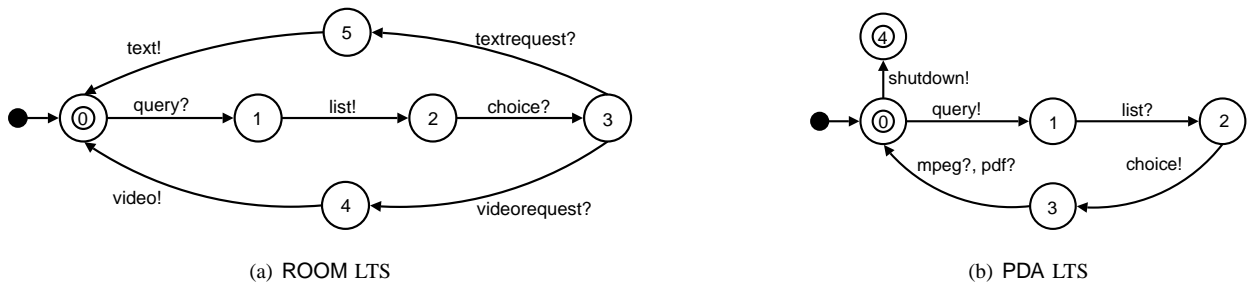 5
text!
textrequest?
0
query?
1
list!
2
choice?
3
video!
4
videorequest?
(a) ROOM LTS
4
shutdown!
0
query!
1
list?
2
mpeg?, pdf?
choice!
3
(b) PDA LTS